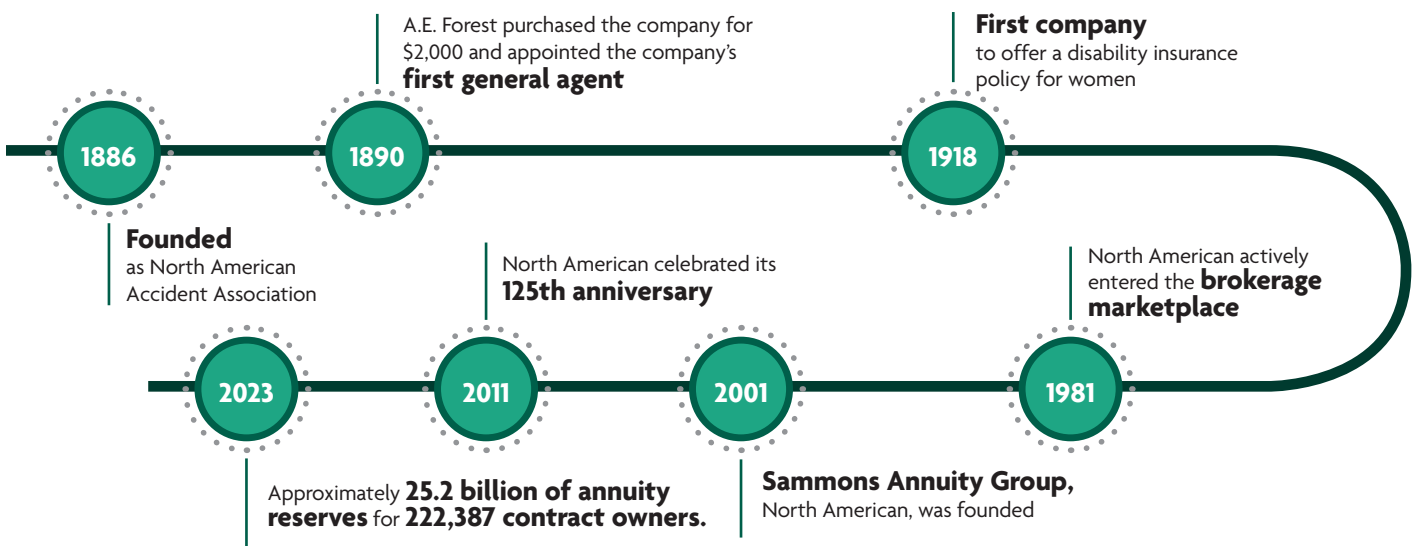 1886
Founded
as North American
Accident Association
1890
A.E. Forest purchased the company for
$2,000 and appointed the company’s
first general agent
1918
First company
to offer a disability insurance
policy for women
1981
North American actively
entered the brokerage
marketplace
2001
Sammons Annuity Group,
North American, was founded
2011
North American celebrated its
125th anniversary
2023
Approximately 25.2 billion of annuity
reserves for 222,387 contract owners.